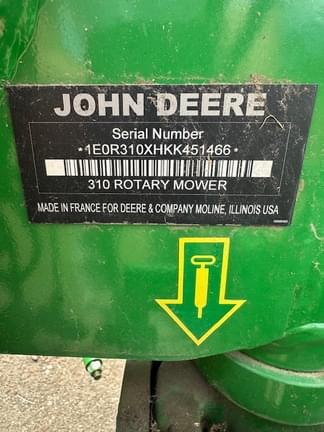 JOHN DEERE
Serial Number
*1E0R310XHKK451466*
310 ROTARY MOWER
MADE IN FRANCE FOR DEERE & COMPANY MOLINE, ILLINOIS USA